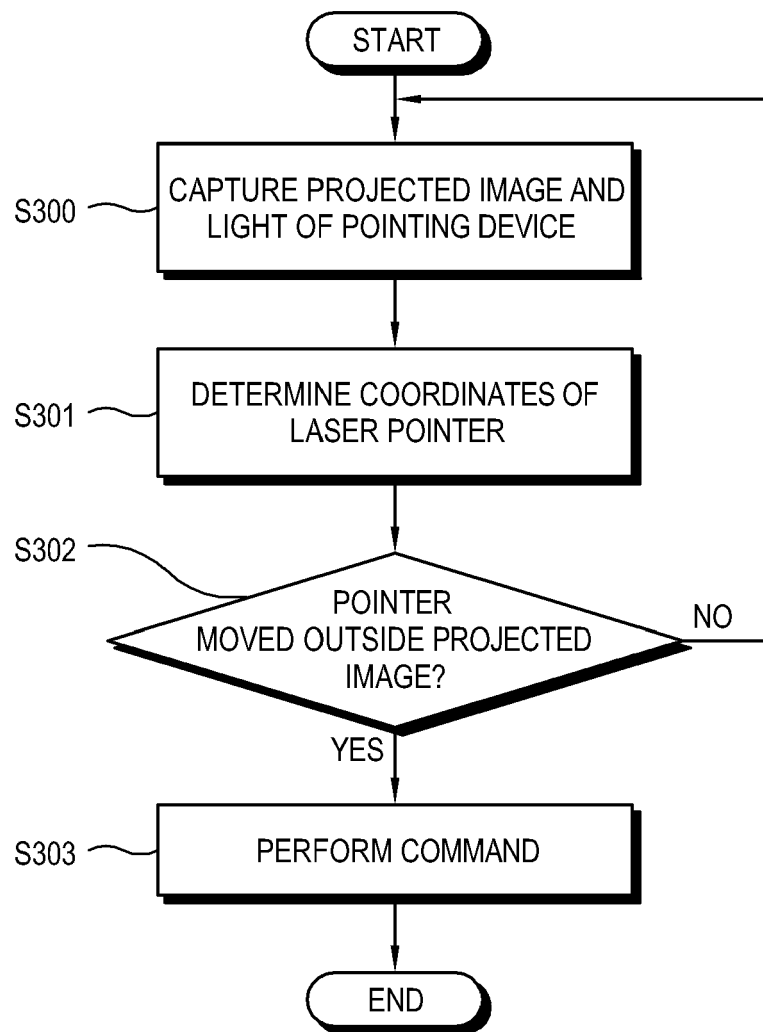 START
S300
CAPTURE PROJECTED IMAGE AND
LIGHT OF POINTING DEVICE
S301
DETERMINE COORDINATES OF
LASER POINTER
S302
POINTER
MOVED OUTSIDE PROJECTED
IMAGE?
NO
YES
S303
PERFORM COMMAND
END